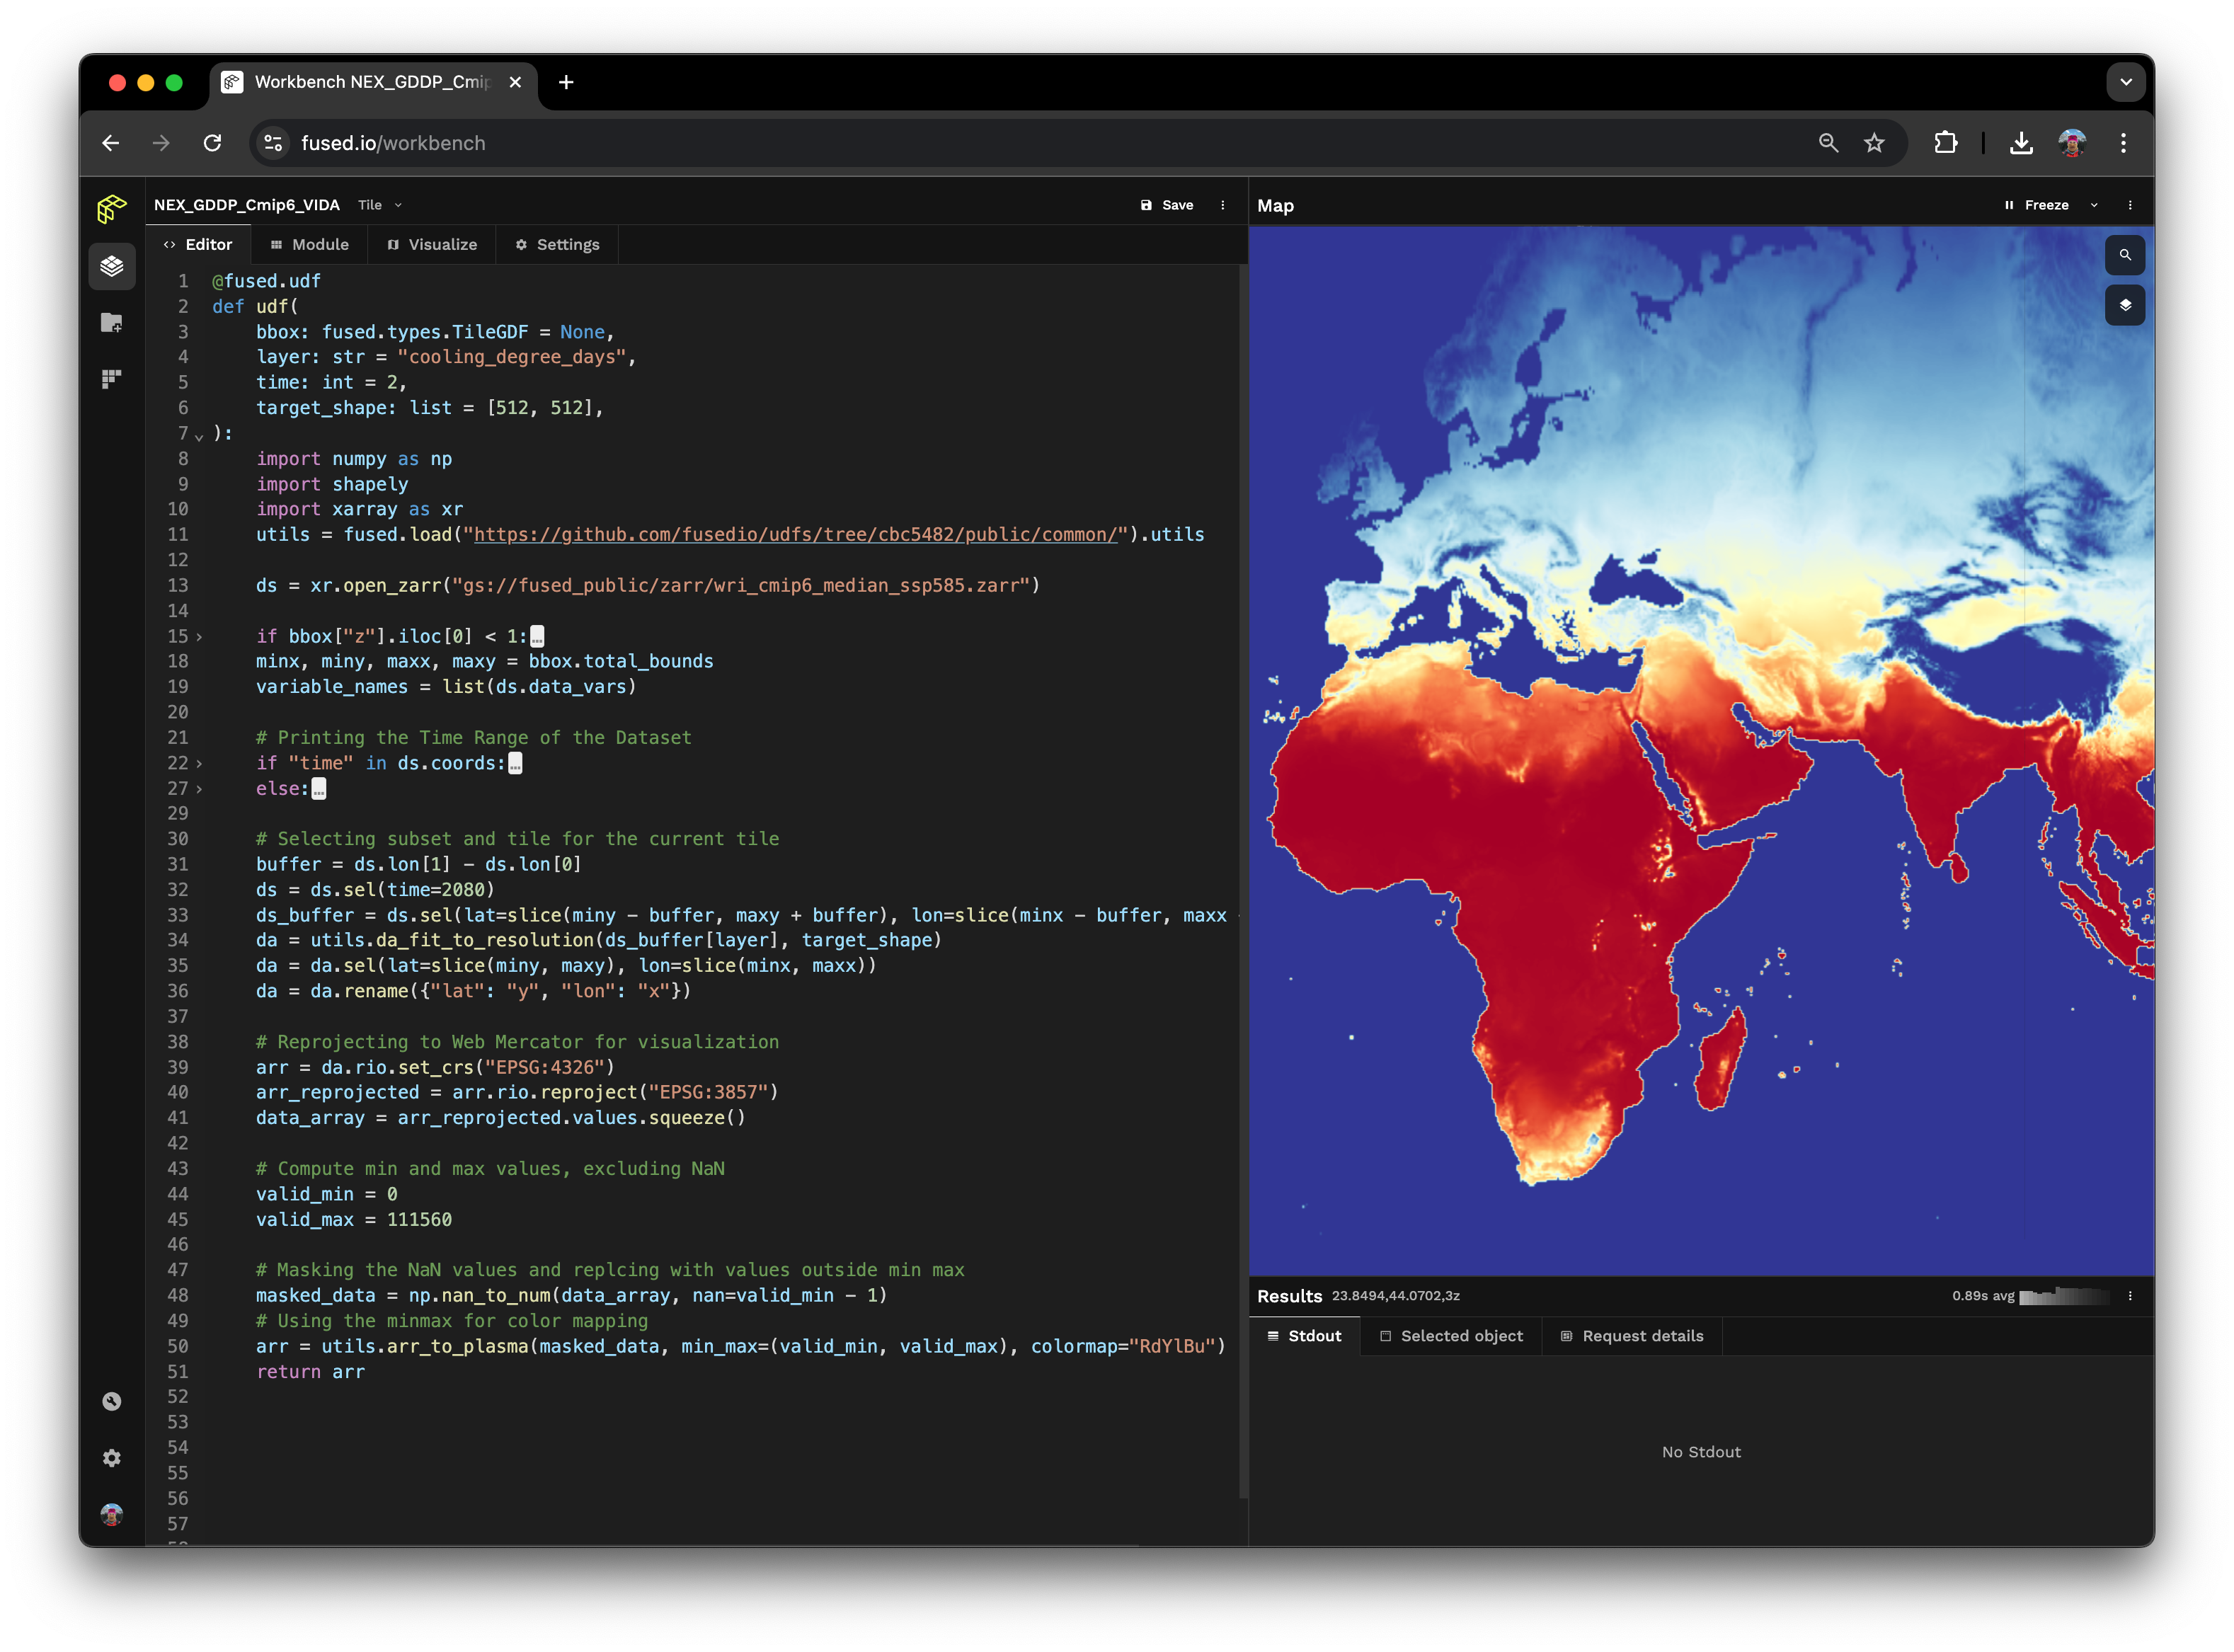 Workbench NEX_GDDP_Cmip
fused.io/workbench
NEX_GDDP_Cmip6_VIDA Tile Save
Editor Module Visualize Settings
1 @fused.udf
2 def udf(
3 bbox: fused.types.TileGDF = None,
4 layer: str = "cooling_degree_days",
5 time: int = 2,
6 target_shape: list = [512, 512],
7 ):
8 import numpy as np
9 import shapely
10 import xarray as xr
11 utils = fused.load("https://github.com/fusedio/udfs/tree/cbc5482/public/common/").utils
12
13 ds = xr.open_zarr("gs://fused_public/zarr/wri_cmip6_median_ssp585.zarr")
14
15 if bbox["z"].iloc[0] < 1:…
18 minx, miny, maxx, maxy = bbox.total_bounds
19 variable_names = list(ds.data_vars)
20
21 # Printing the Time Range of the Dataset
22 if "time" in ds.coords:…
27 else:…
29
30 # Selecting subset and tile for the current tile
31 buffer = ds.lon[1] - ds.lon[0]
32 ds = ds.sel(time=2080)
33 ds_buffer = ds.sel(lat=slice(miny - buffer, maxy + buffer), lon=slice(minx - buffer, maxx
34 da = utils.da_fit_to_resolution(ds_buffer[layer], target_shape)
35 da = da.sel(lat=slice(miny, maxy), lon=slice(minx, maxx))
36 da = da.rename({"lat": "y", "lon": "x"})
37
38 # Reprojecting to Web Mercator for visualization
39 arr = da.rio.set_crs("EPSG:4326")
40 arr_reprojected = arr.rio.reproject("EPSG:3857")
41 data_array = arr_reprojected.values.squeeze()
42
43 # Compute min and max values, excluding NaN
44 valid_min = 0
45 valid_max = 111560
46
47 # Masking the NaN values and replcing with values outside min max
48 masked_data = np.nan_to_num(data_array, nan=valid_min - 1)
49 # Using the minmax for color mapping
50 arr = utils.arr_to_plasma(masked_data, min_max=(valid_min, valid_max), colormap="RdYlBu")
51 return arr
52
53
54
55
56
57
Map Freeze
Results 23.8494,44.0702,3z 0.89s avg
Stdout Selected object Request details
No Stdout